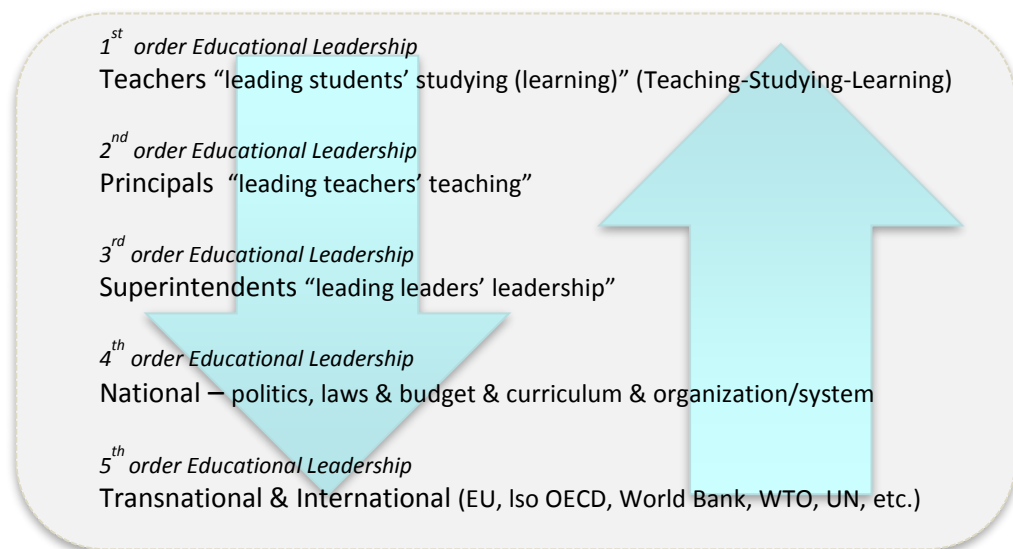 1st order Educational Leadership
Teachers “leading students’ studying (learning)” (Teaching-Studying-Learning)
2nd order Educational Leadership
Principals “leading teachers’ teaching”
3rd order Educational Leadership
Superintendents “leading leaders’ leadership”
4th order Educational Leadership
National – politics, laws & budget & curriculum & organization/system
5th order Educational Leadership
Transnational & International (EU, lso OECD, World Bank, WTO, UN, etc.)